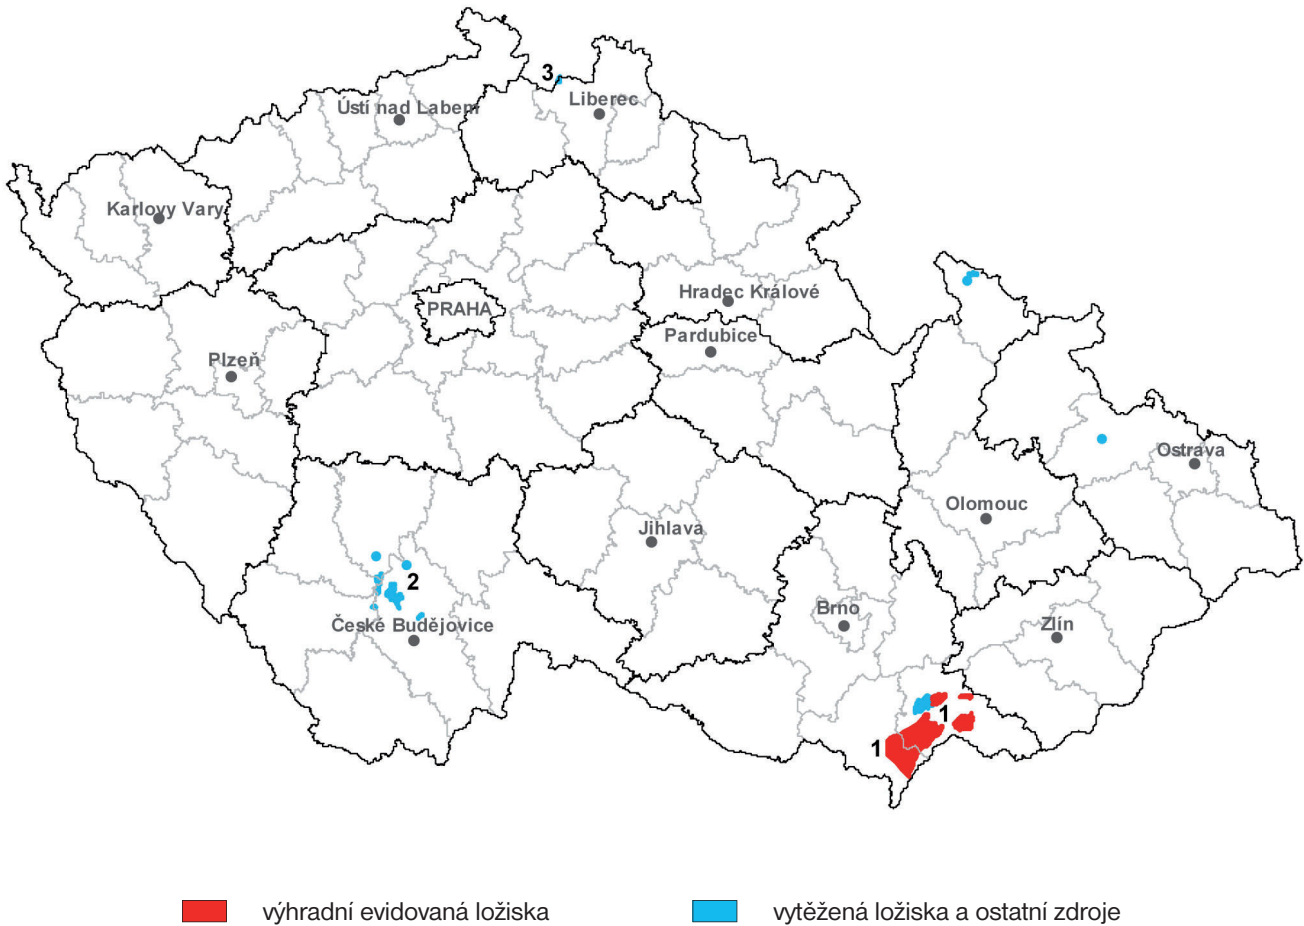 3
Liberec
Ústí nad Labem
Karlovy Vary
Hradec Králové
PRAHA
Pardubice
Plzeň
Ostrava
Olomouc
Jihlava
2
Brno
České Budějovice
Zlín
1
1
výhradní evidovaná ložiska
vytěžená ložiska a ostatní zdroje